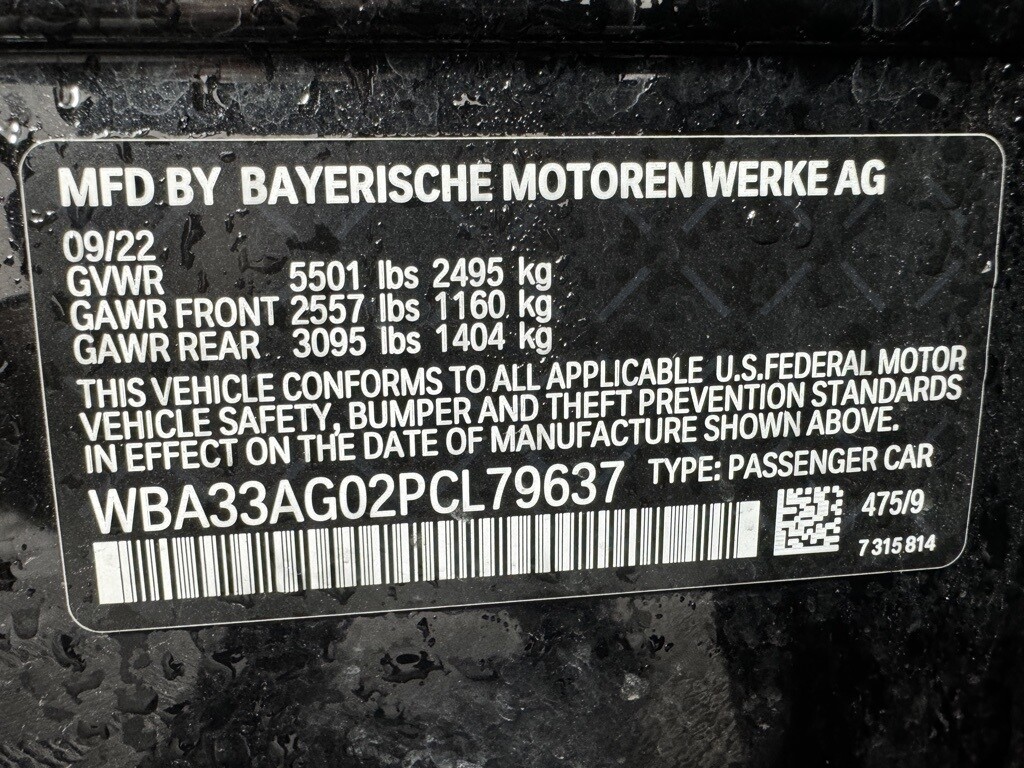 MFD BY BAYERISCHE MOTOREN WERKE AG
09/22
GVWR 5501 lbs 2495 kg
GAWR FRONT 2557 lbs 1160 kg
GAWR REAR 3095 lbs 1404 kg
THIS VEHICLE CONFORMS TO ALL APPLICABLE U.S.FEDERAL MOTOR
VEHICLE SAFETY, BUMPER AND THEFT PREVENTION STANDARDS
IN EFFECT ON THE DATE OF MANUFACTURE SHOWN ABOVE.
WBA33AG02PCL79637 TYPE: PASSENGER CAR
475/9
7 315 814